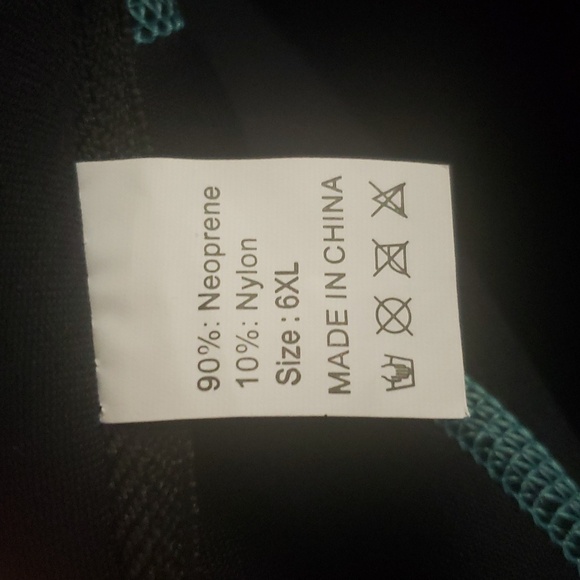 90%: Neoprene
10%: Nylon
Size : 6XL
MADE IN CHINA